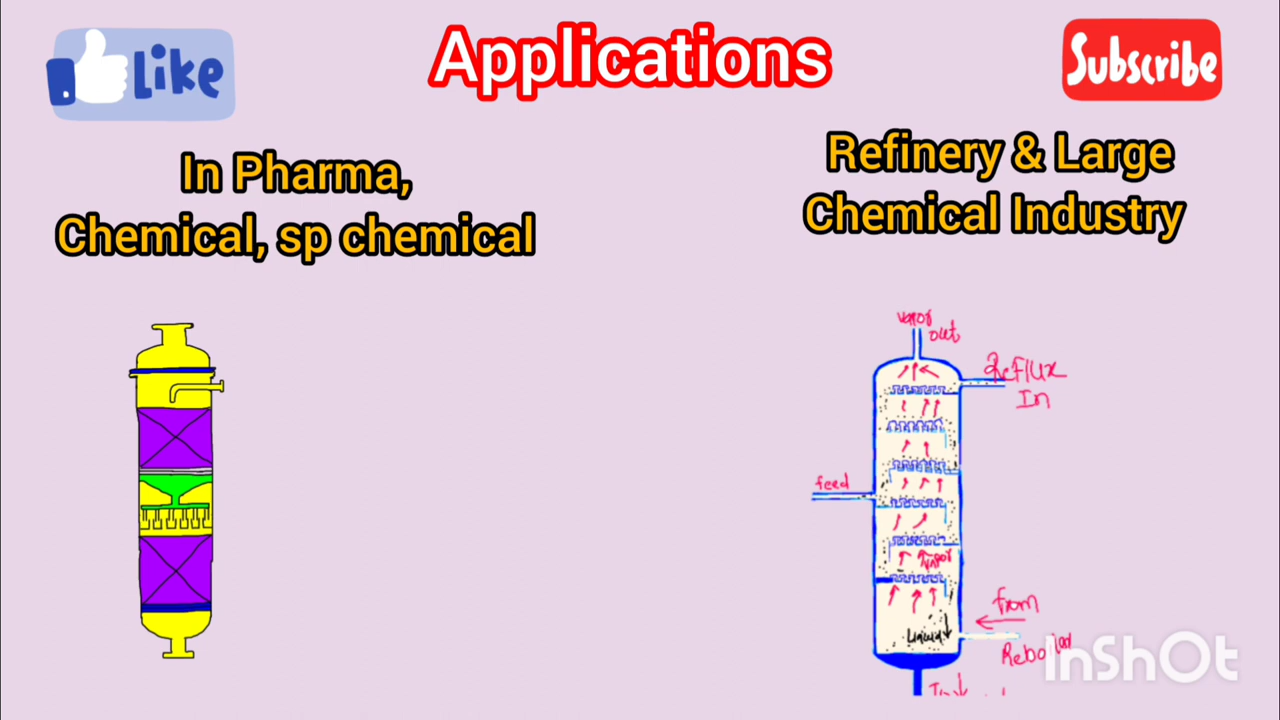 Like
Applications
Subscribe
In Pharma,
Chemical, sp chemical
Refinery & Large
Chemical Industry
out
Reflux
In
feed
vapor
liquid
from
InShOt